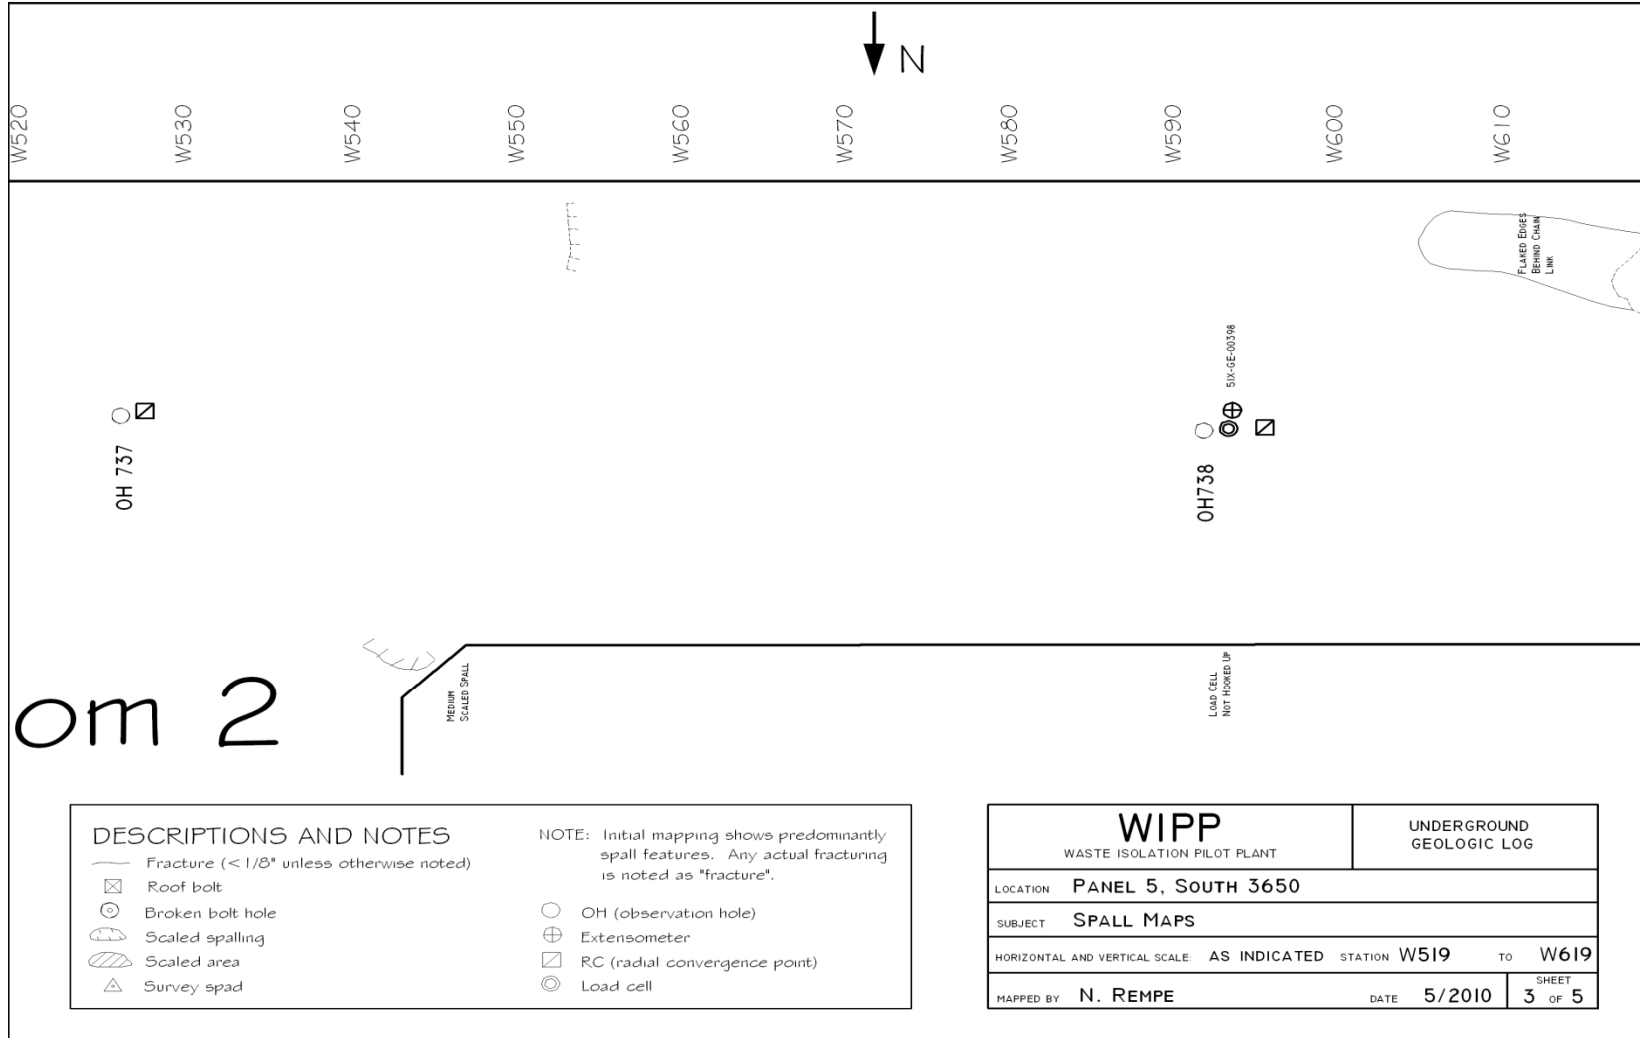 N
W520
W530
W540
W550
W560
W570
W580
W590
W600
W610
FLAKED EDGES
BEHIND CHAIN
LINK
51X-GE-00398
OH 737
OH738
MEDIUM
SCALED SPALL
LOAD CELL
NOT HOOKED UP
om 2
DESCRIPTIONS AND NOTES
Fracture (<1/8" unless otherwise noted)
Roof bolt
Broken bolt hole
Scaled spalling
Scaled area
Survey spad
NOTE: Initial mapping shows predominantly
spall features. Any actual fracturing
is noted as "fracture".
OH (observation hole)
Extensometer
RC (radial convergence point)
Load cell
WIPP
WASTE ISOLATION PILOT PLANT
UNDERGROUND
GEOLOGIC LOG
LOCATION PANEL 5, SOUTH 3650
SUBJECT SPALL MAPS
HORIZONTAL AND VERTICAL SCALE: AS INDICATED STATION W519 TO W619
MAPPED BY N. REMPE DATE 5/2010 SHEET
3 OF 5